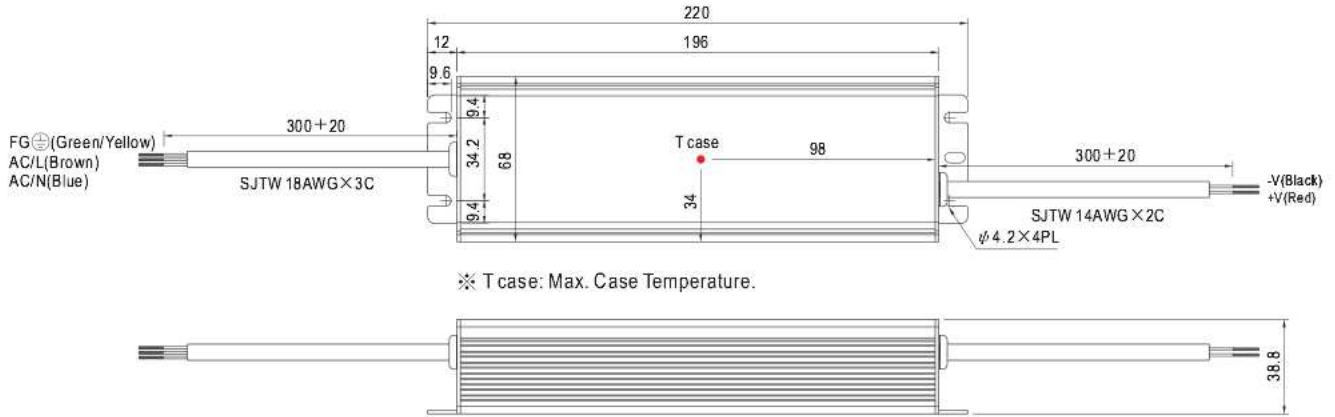 220
12
196
9.6
9.4
300+20
FG⏚(Green/Yellow)
AC/L(Brown)
AC/N(Blue)
34.2
68
T case
98
300+20
SJTW 18AWG×3C
-V(Black)
+V(Red)
9.4
34
SJTW 14AWG×2C
ψ4.2×4PL
※ T case: Max. Case Temperature.
38.8